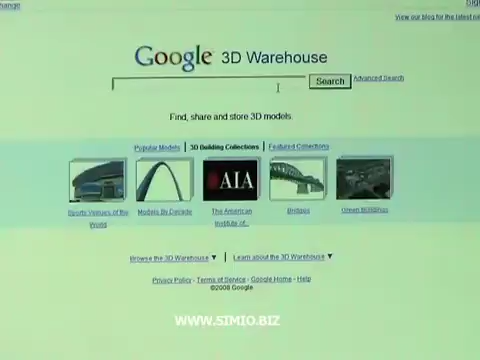 View our blog for the latest ne
Google 3D Warehouse
Search Advanced Search
Find, share and store 3D models.
Popular Models | 3D Building Collections | Featured Collections
AIA
Sports Venues of the World
Models By Decade
The American Institute of...
Bridges
Urban Buildings
Browse the 3D Warehouse ▼ | Learn about the 3D Warehouse ▼
Privacy Policy - Terms of Service - Google Home - Help
©2008 Google
WWW.SIMIO.BIZ